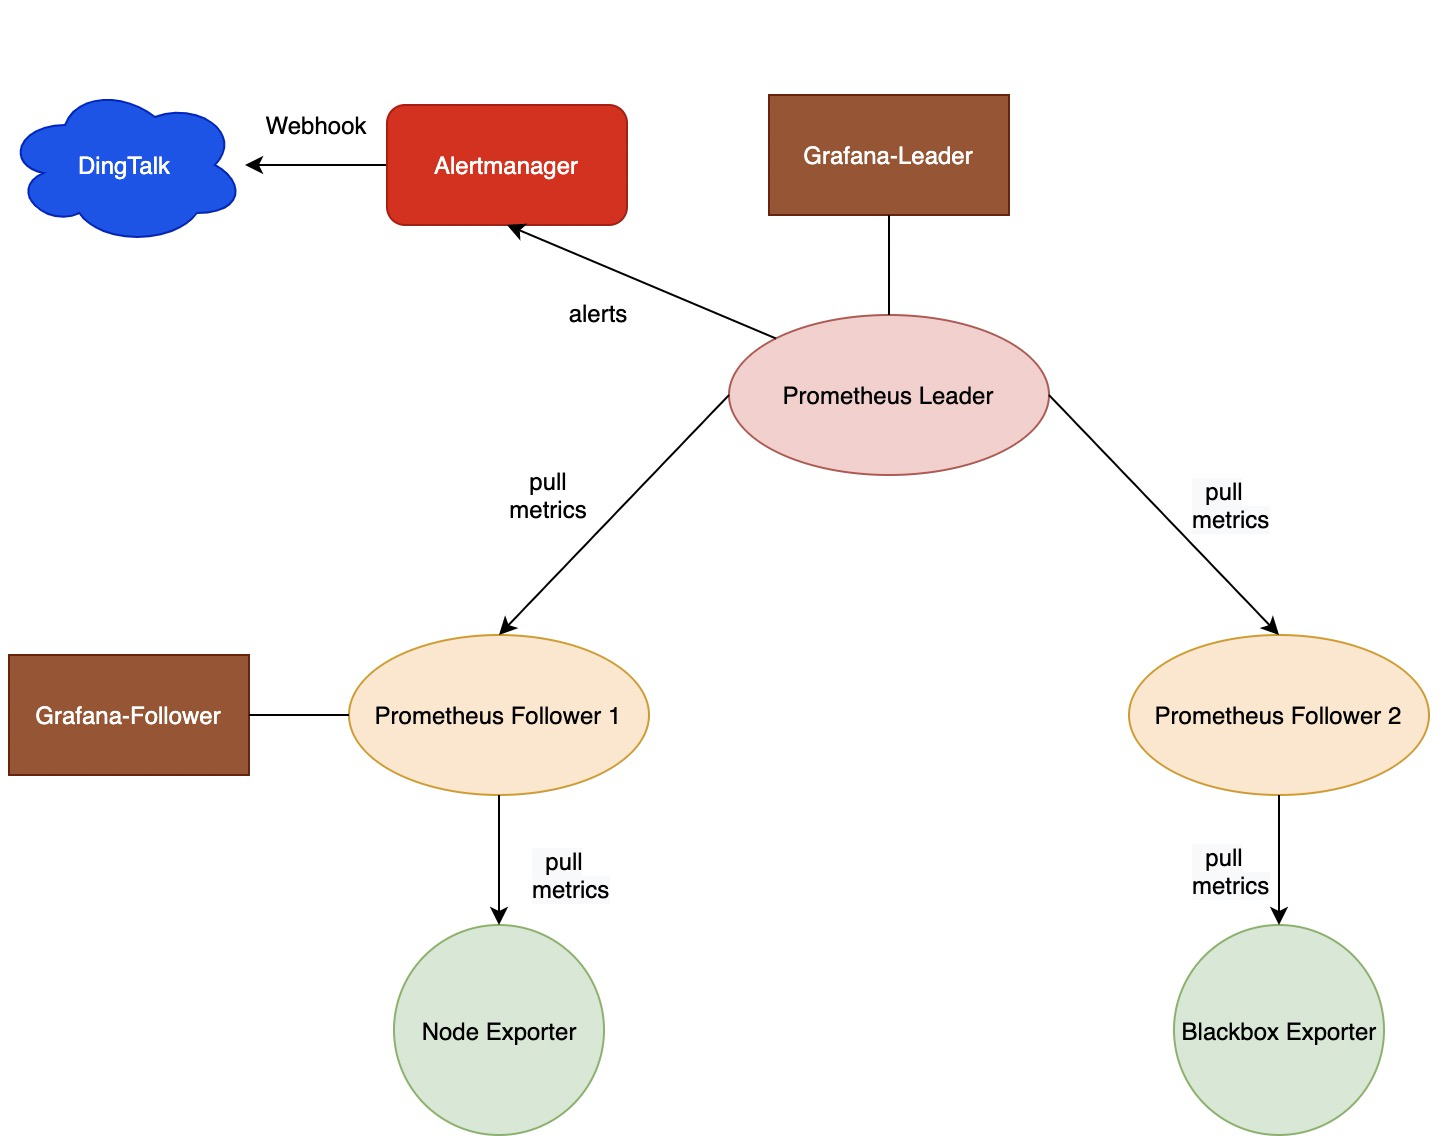 Webhook
DingTalk
Alertmanager
Grafana-Leader
alerts
Prometheus Leader
pull
metrics
pull
metrics
Grafana-Follower
Prometheus Follower 1
Prometheus Follower 2
pull
metrics
pull
metrics
Node Exporter
Blackbox Exporter